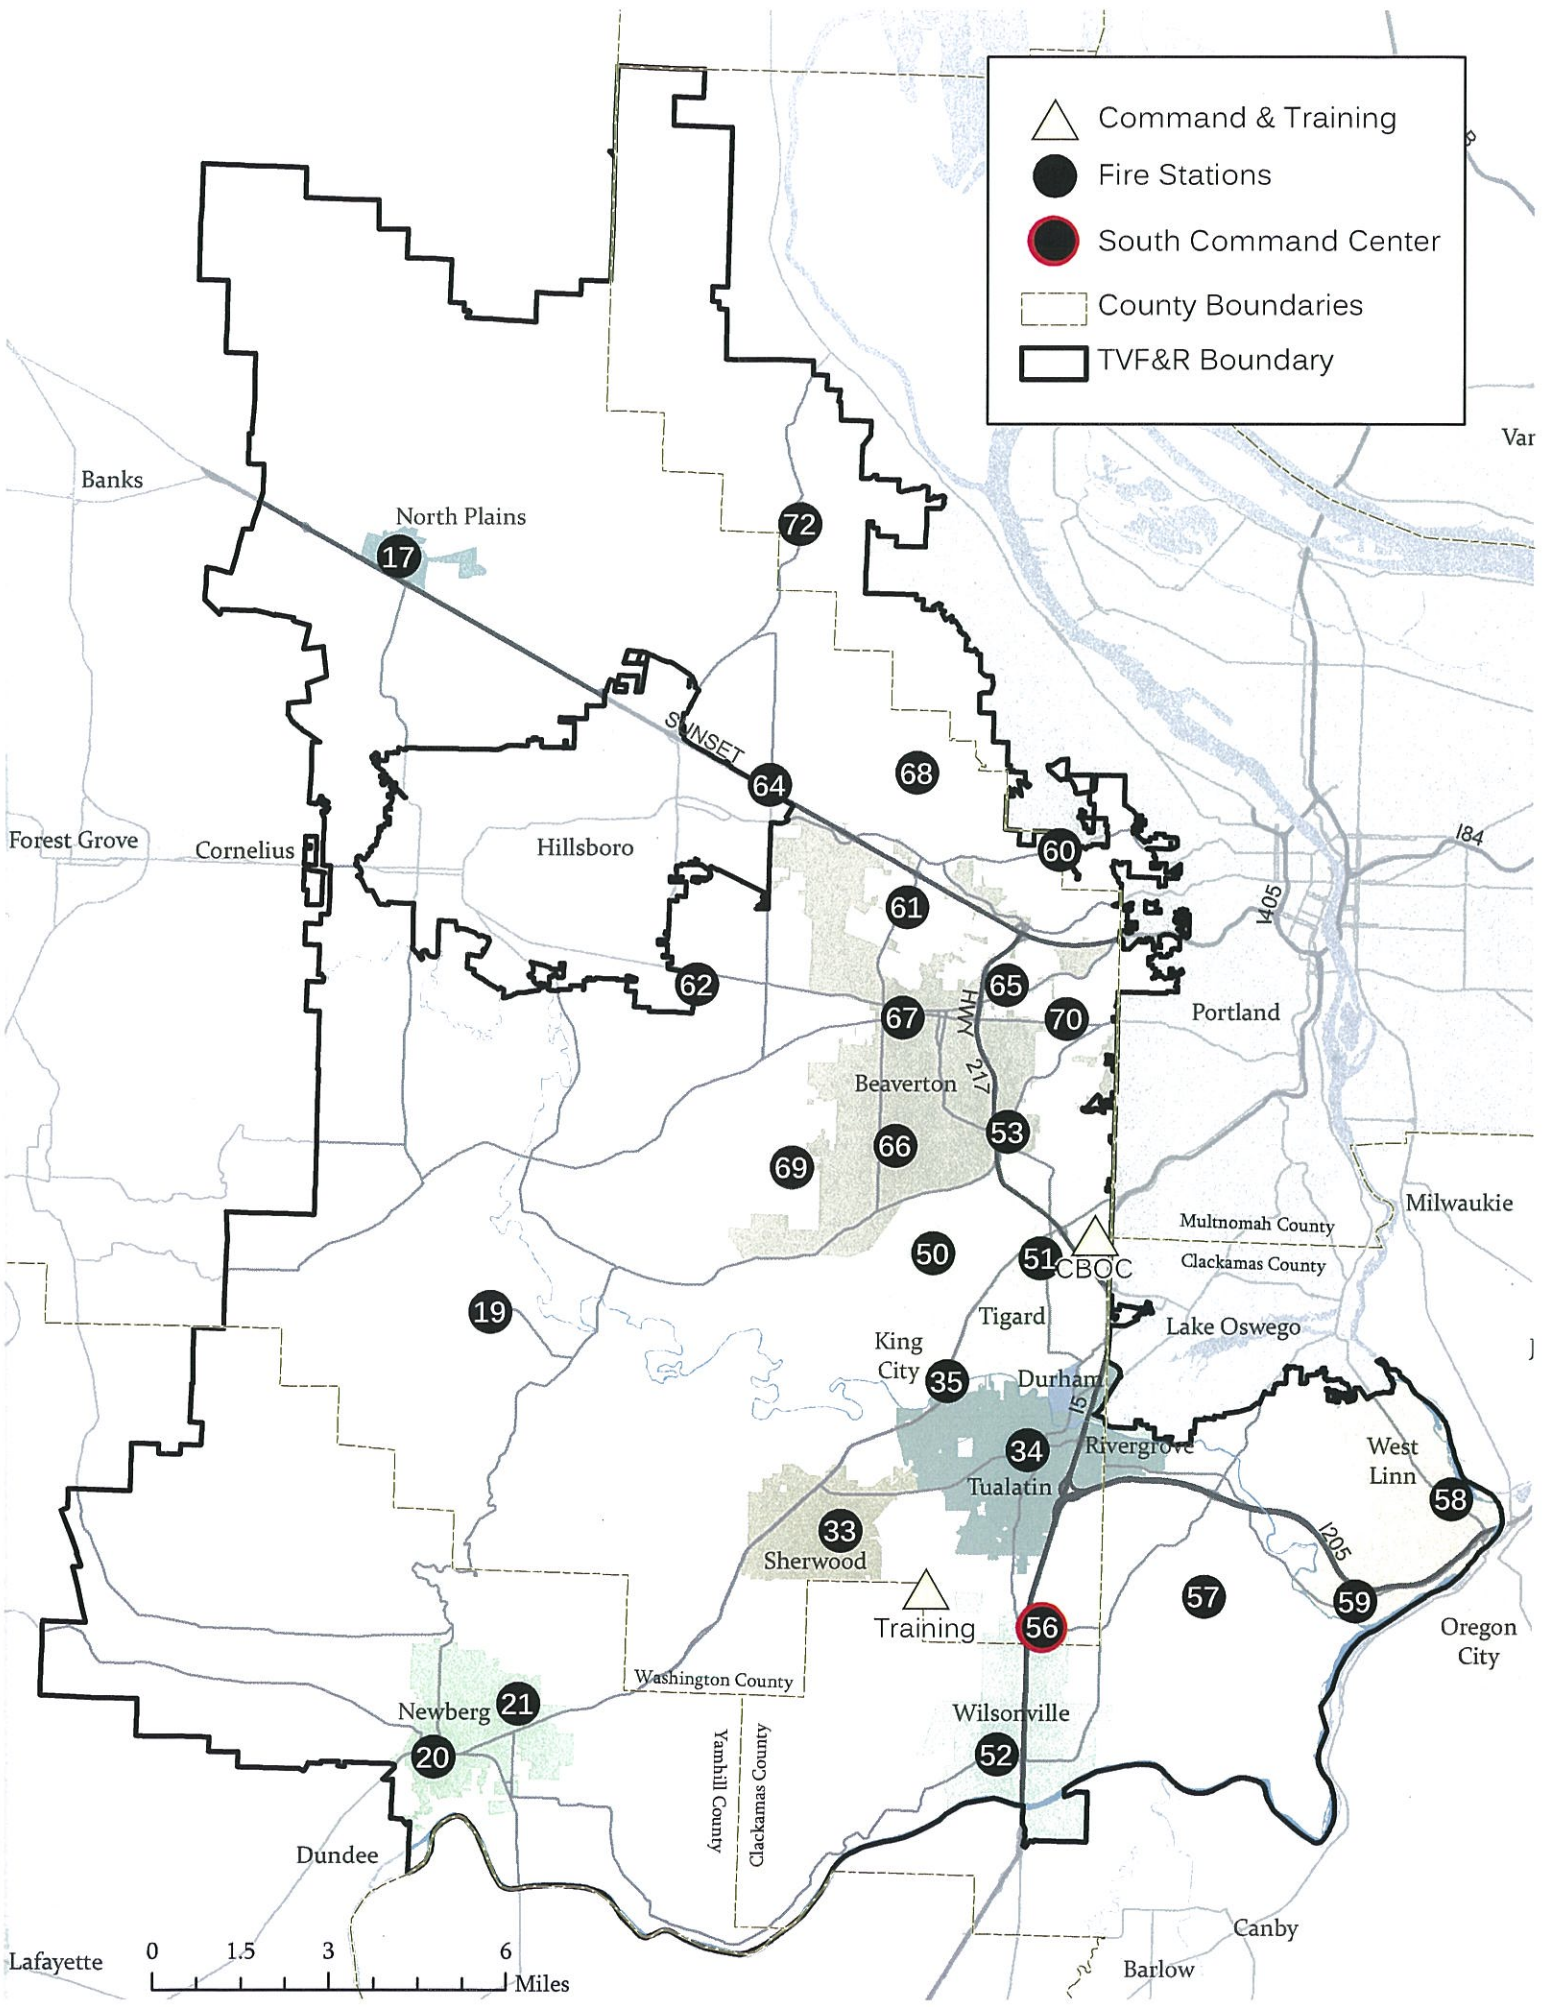 Command & Training
Fire Stations
South Command Center
County Boundaries
TVF&R Boundary
Var
Banks
North Plains
72
17
SUNSET
68
64
I84
Forest Grove
Cornelius
Hillsboro
60
I405
61
62
65
HWY
67
70
Portland
217
Beaverton
53
66
69
Milwaukie
Multnomah County
50
51
CBOC
Clackamas County
19
Tigard
Lake Oswego
King
City
35
Durham
I5
34
Rivergrove
West
Linn
Tualatin
58
33
I205
Sherwood
57
59
Training
56
Oregon
City
Washington County
21
Newberg
Wilsonville
20
Yamhill County
Clackamas County
52
Dundee
Canby
0 1.5 3 6
Miles
Lafayette
Barlow